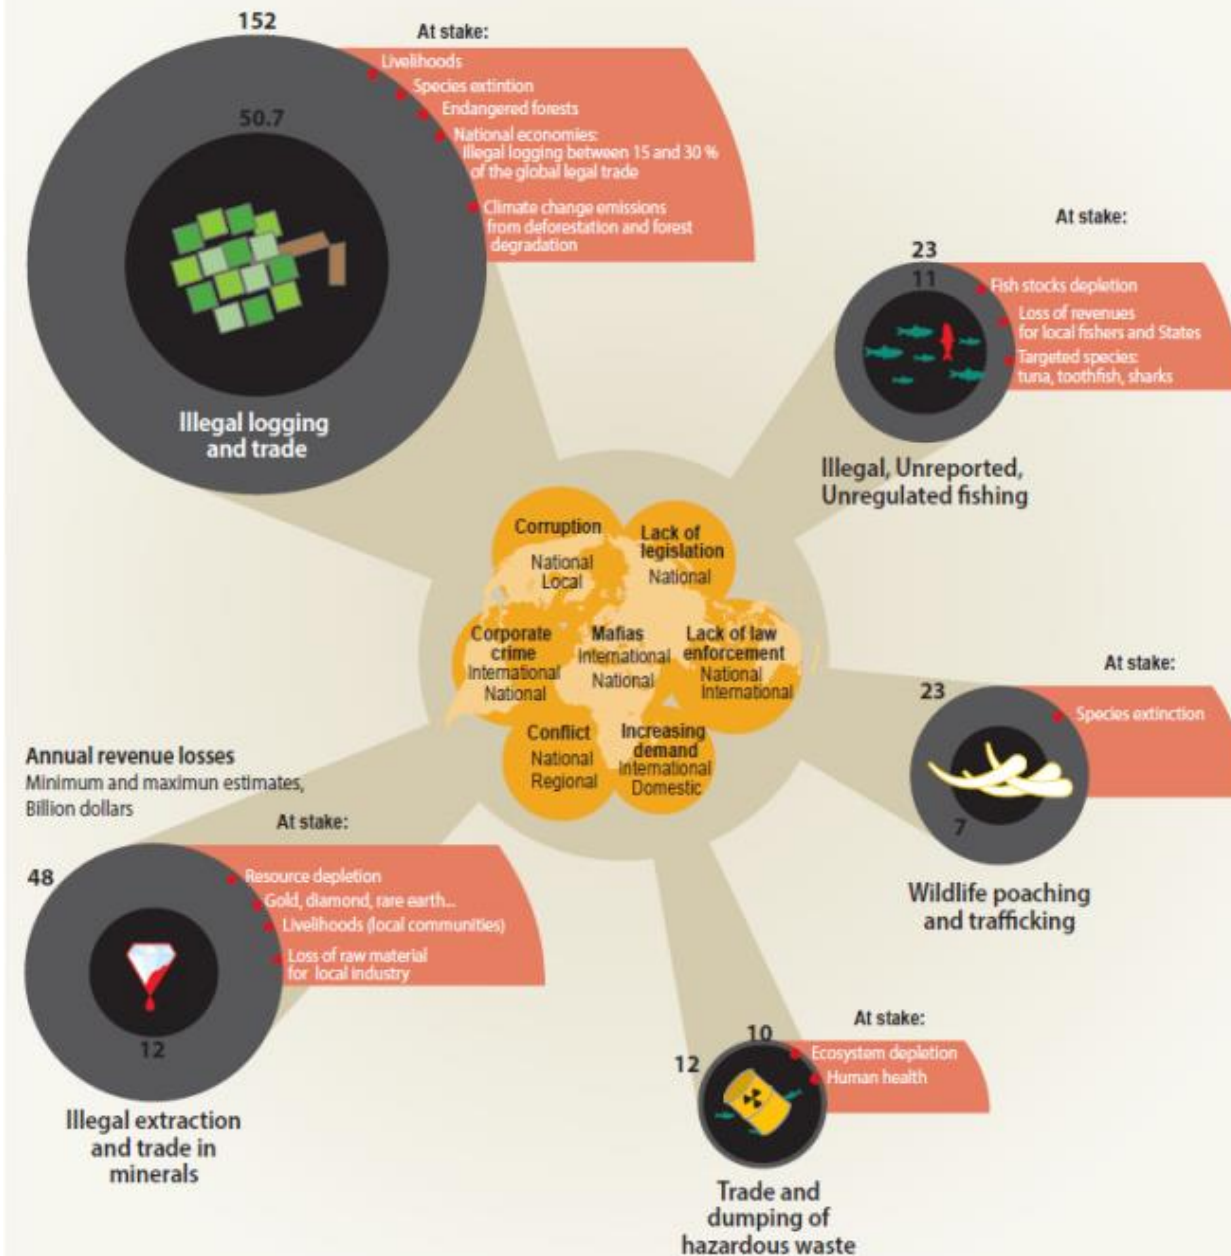 152
At stake:
Livelihoods
Species extintion
Endangered forests
National economies:
Illegal logging between 15 and 30 %
of the global legal trade
Climate change emissions
from deforestation and forest
degradation
50.7
Illegal logging
and trade
At stake:
23
11
Fish stocks depletion
Loss of revenues
for local fishers and States
Targeted species:
tuna, toothfish, sharks
Illegal, Unreported,
Unregulated fishing
Corruption
National
Local
Lack of
legislation
National
Corporate
crime
International
National
Mafias
International
National
Lack of law
enforcement
National
International
Conflict
National
Regional
Increasing
demand
International
Domestic
At stake:
23
Species extinction
7
Wildlife poaching
and trafficking
Annual revenue losses
Minimum and maximun estimates,
Billion dollars
At stake:
48
Resource depletion
Gold, diamond, rare earth...
Livelihoods (local communities)
Loss of raw material
for local industry
12
Illegal extraction
and trade in
minerals
At stake:
10
12
Ecosystem depletion
Human health
Trade and
dumping of
hazardous waste